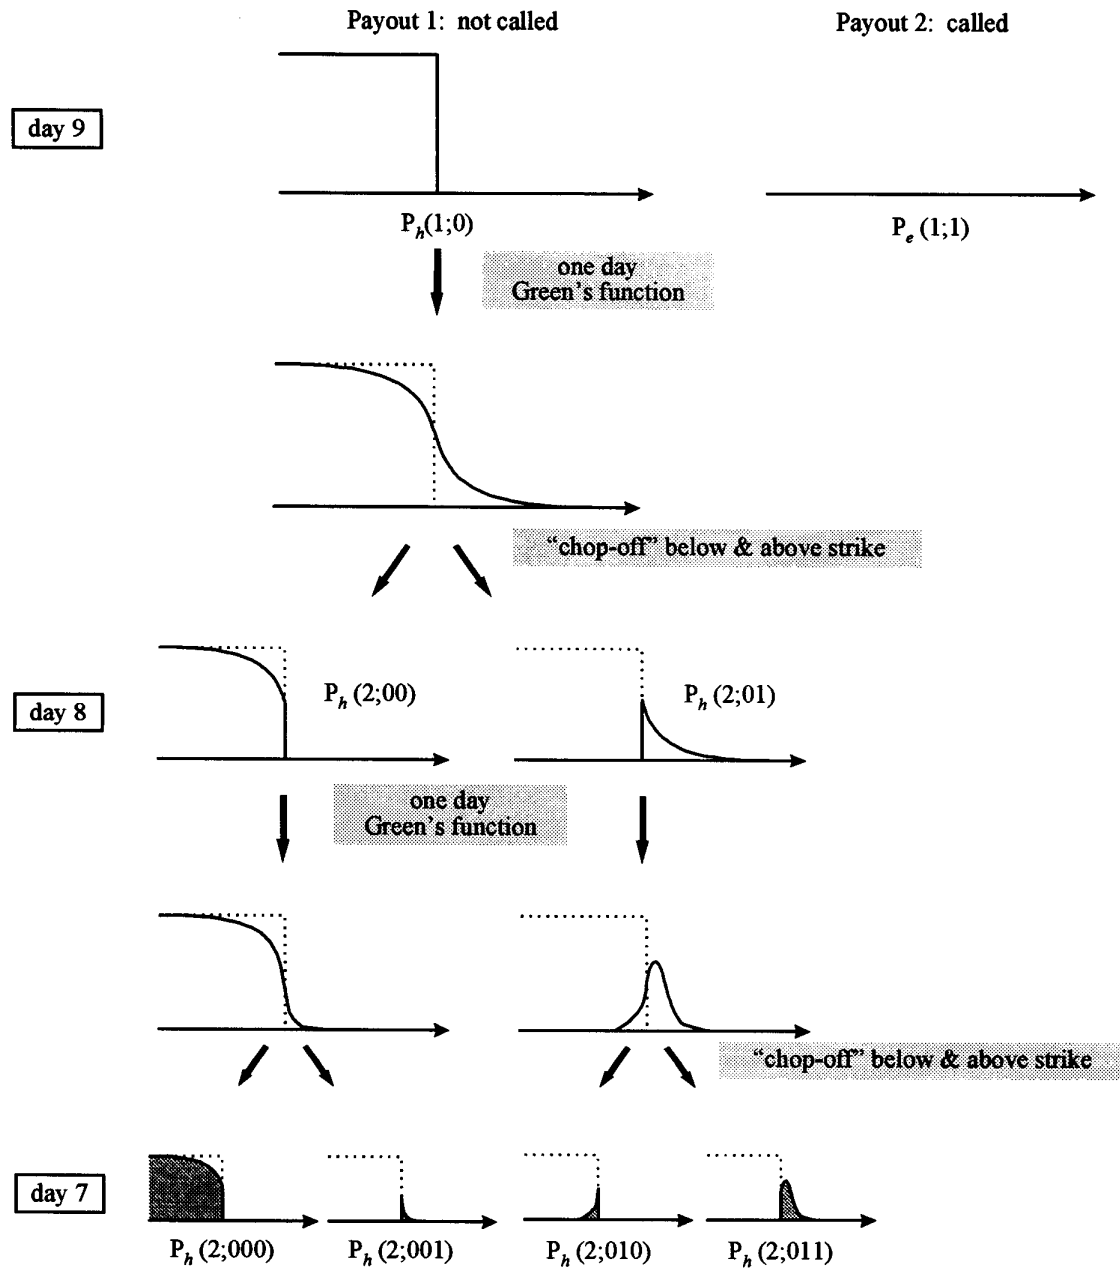 Payout 1: not called
Payout 2: called
day 9
P_h(1;0)
P_e (1;1)
one day
Green's function
"chop-off" below & above strike
P_h (2;00)
P_h (2;01)
day 8
one day
Green's function
"chop-off" below & above strike
day 7
P_h (2;000)
P_h (2;001)
P_h (2;010)
P_h (2;011)